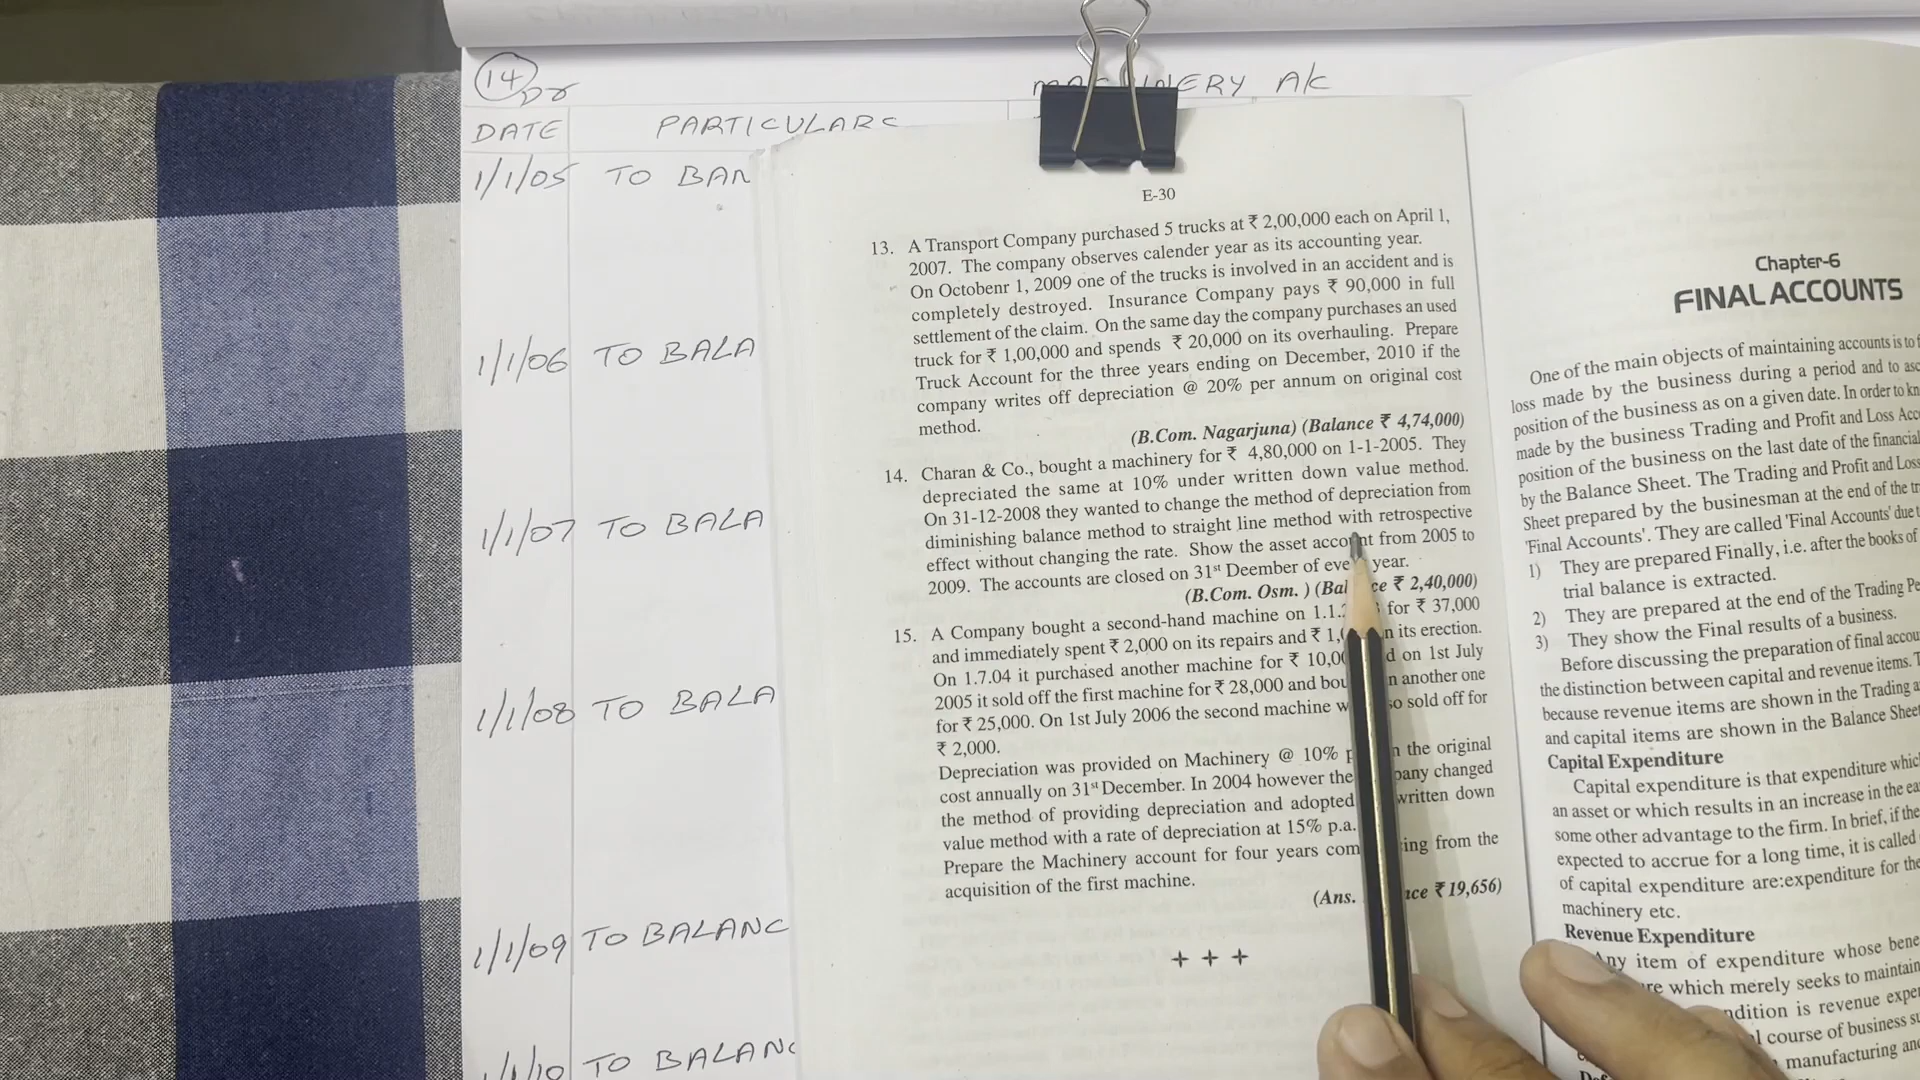 14
Dr
MACHINERY A/c
DATE PARTICULARS
1/1/05 TO BAN
1/1/06 TO BALA
1/1/07 TO BALA
1/1/08 TO BALA
1/1/09 TO BALANC
1/1/10 TO BALANC
E-30
13. A Transport Company purchased 5 trucks at ₹ 2,00,000 each on April 1,
2007. The company observes calender year as its accounting year.
On Octobenr 1, 2009 one of the trucks is involved in an accident and is
completely destroyed. Insurance Company pays ₹ 90,000 in full
settlement of the claim. On the same day the company purchases an used
truck for ₹ 1,00,000 and spends ₹ 20,000 on its overhauling. Prepare
Truck Account for the three years ending on December, 2010 if the
company writes off depreciation @ 20% per annum on original cost
method.
(B.Com. Nagarjuna) (Balance ₹ 4,74,000)
14. Charan & Co., bought a machinery for ₹ 4,80,000 on 1-1-2005. They
depreciated the same at 10% under written down value method.
On 31-12-2008 they wanted to change the method of depreciation from
diminishing balance method to straight line method with retrospective
effect without changing the rate. Show the asset account from 2005 to
2009. The accounts are closed on 31st Deember of eve year.
(B.Com. Osm. ) (Ba ce ₹ 2,40,000)
15. A Company bought a second-hand machine on 1.1. for ₹ 37,000
and immediately spent ₹ 2,000 on its repairs and ₹ 1, n its erection.
On 1.7.04 it purchased another machine for ₹ 10,00 d on 1st July
2005 it sold off the first machine for ₹ 28,000 and bou n another one
for ₹ 25,000. On 1st July 2006 the second machine w so sold off for
₹ 2,000.
Depreciation was provided on Machinery @ 10% p n the original
cost annually on 31st December. In 2004 however the pany changed
the method of providing depreciation and adopted written down
value method with a rate of depreciation at 15% p.a.
Prepare the Machinery account for four years com ing from the
acquisition of the first machine.
(Ans. nce ₹ 19,656)
+ + +
Chapter-6
FINAL ACCOUNTS
One of the main objects of maintaining accounts is to f
loss made by the business during a period and to asc
position of the business as on a given date. In order to kn
made by the business Trading and Profit and Loss Acc
position of the business on the last date of the financial
by the Balance Sheet. The Trading and Profit and Loss
Sheet prepared by the businesman at the end of the tr
'Final Accounts'. They are called 'Final Accounts' due t
1) They are prepared Finally, i.e. after the books of
trial balance is extracted.
2) They are prepared at the end of the Trading Pe
3) They show the Final results of a business.
Before discussing the preparation of final accou
the distinction between capital and revenue items. T
because revenue items are shown in the Trading a
and capital items are shown in the Balance Sheet
Capital Expenditure
Capital expenditure is that expenditure whic
an asset or which results in an increase in the ea
some other advantage to the firm. In brief, if the
expected to accrue for a long time, it is called
of capital expenditure are:expenditure for the
machinery etc.
Revenue Expenditure
Any item of expenditure whose bene
re which merely seeks to maintain
ndition is revenue expe
l course of business su
manufacturing and